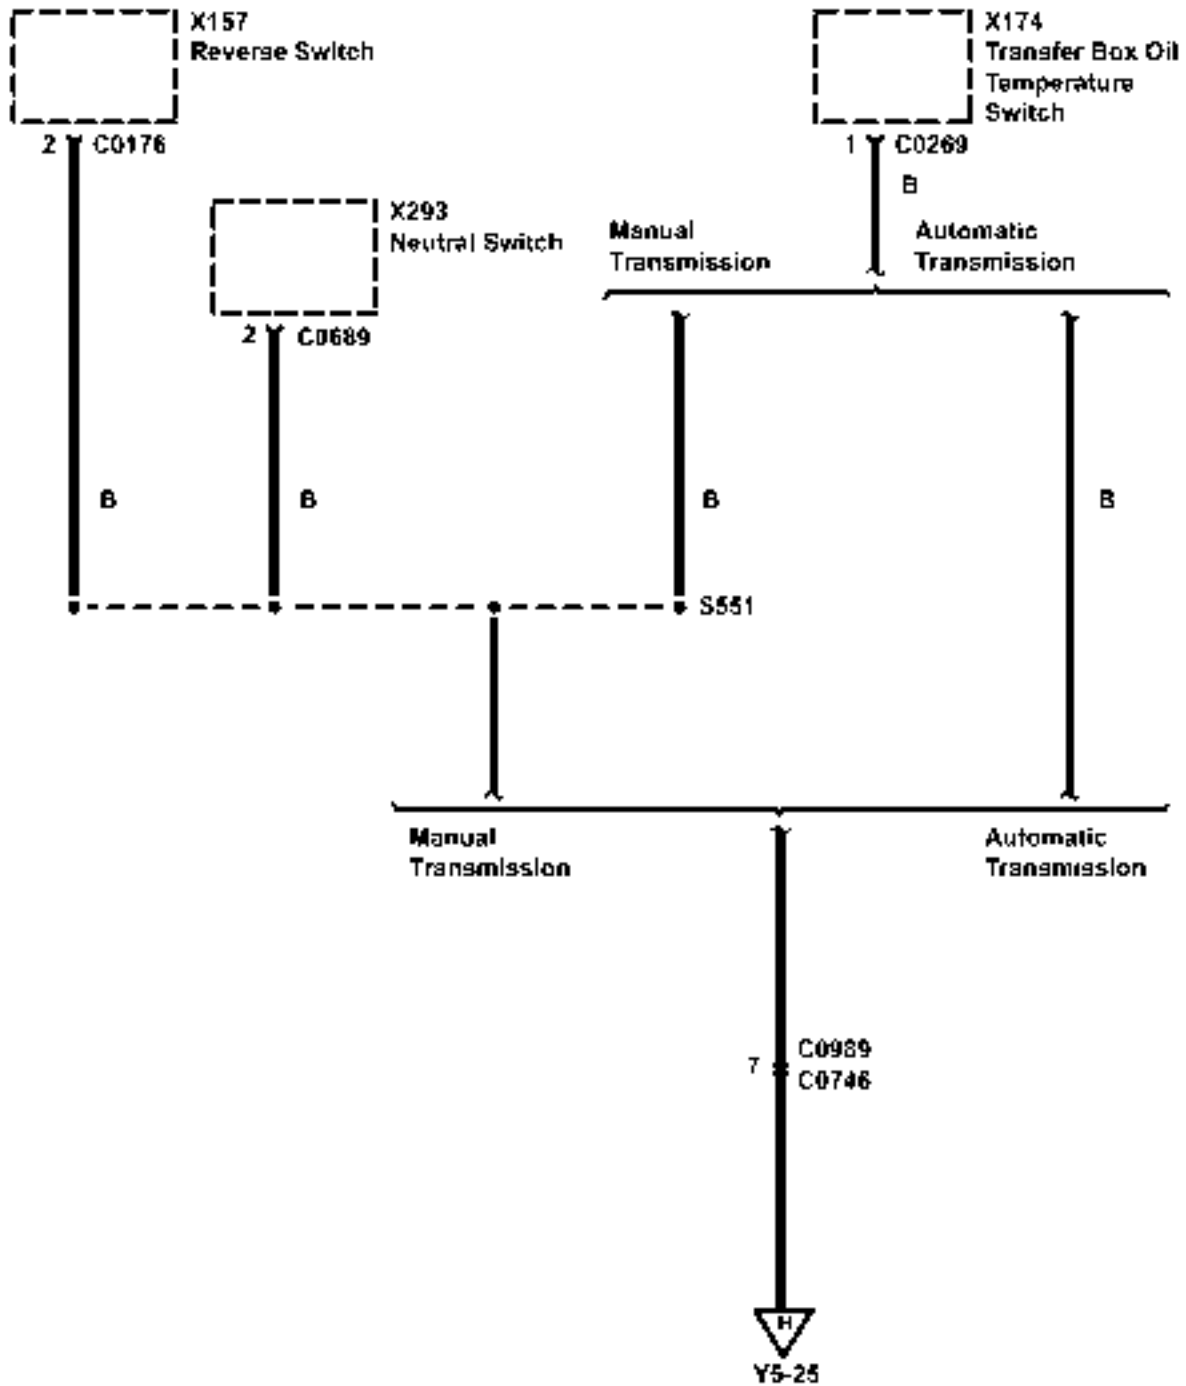 X157
Reverse Switch
X174
Transfer Box Oil
Temperature
Switch
2 C0176
1 C0269
B
X293
Neutral Switch
Manual
Transmission
Automatic
Transmission
2 C0689
B
B
B
B
S551
Manual
Transmission
Automatic
Transmission
7
C0989
C0746
H
Y5-25